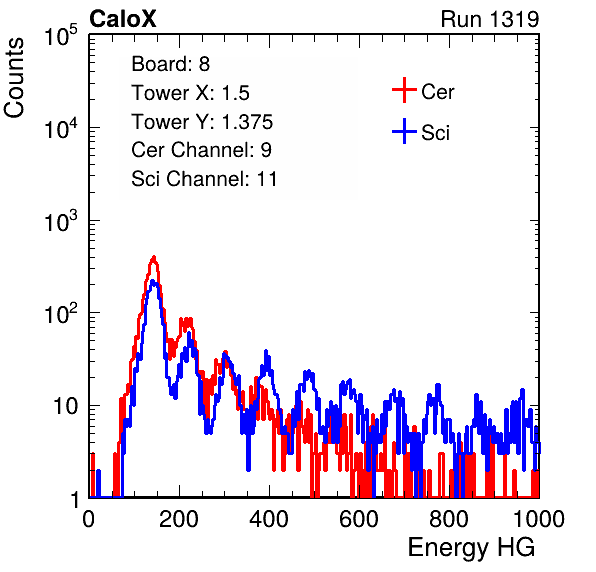 CaloX Run 1319
Counts
Board: 8
Tower X: 1.5
Tower Y: 1.375
Cer Channel: 9
Sci Channel: 11
Cer
Sci
10^5
10^4
10^3
10^2
10
1
0 200 400 600 800 1000
Energy HG